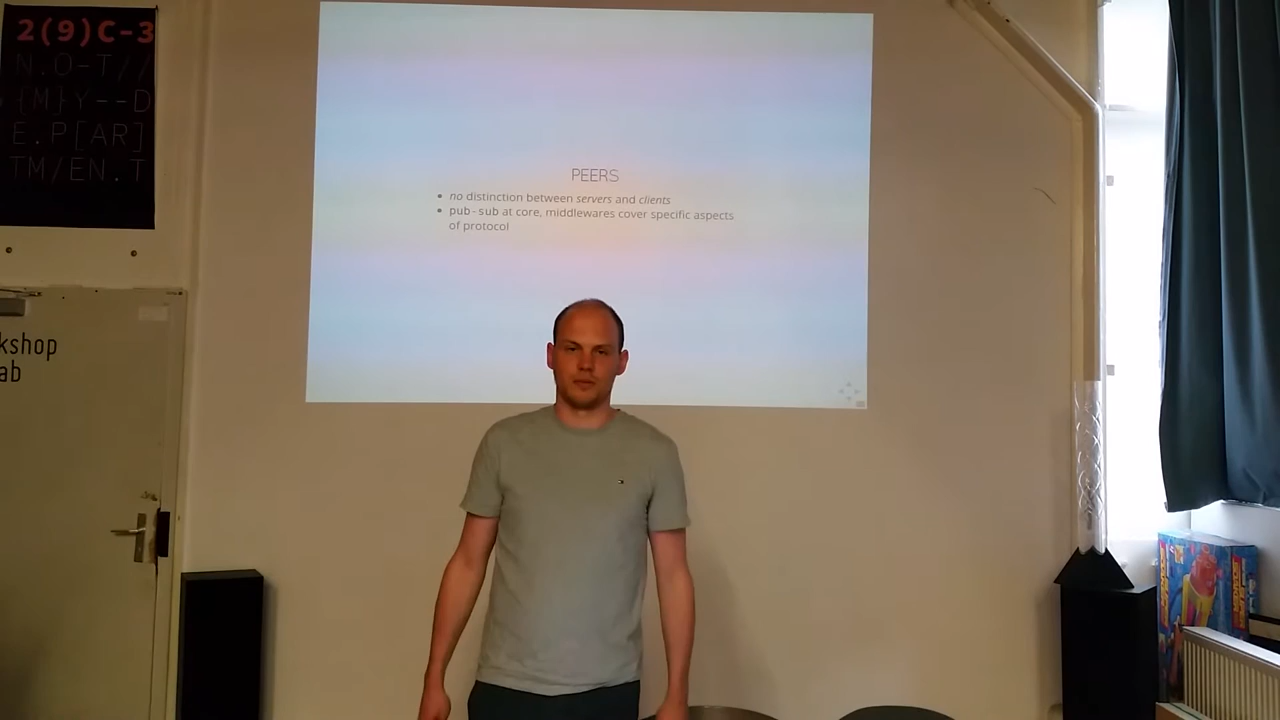 2(9)C-3
N.O-T//
{M}Y--D
E.P[AR]
TM/EN.T
PEERS
no distinction between servers and clients
pub-sub at core, middlewares cover specific aspects
of protocol
kshop
ab